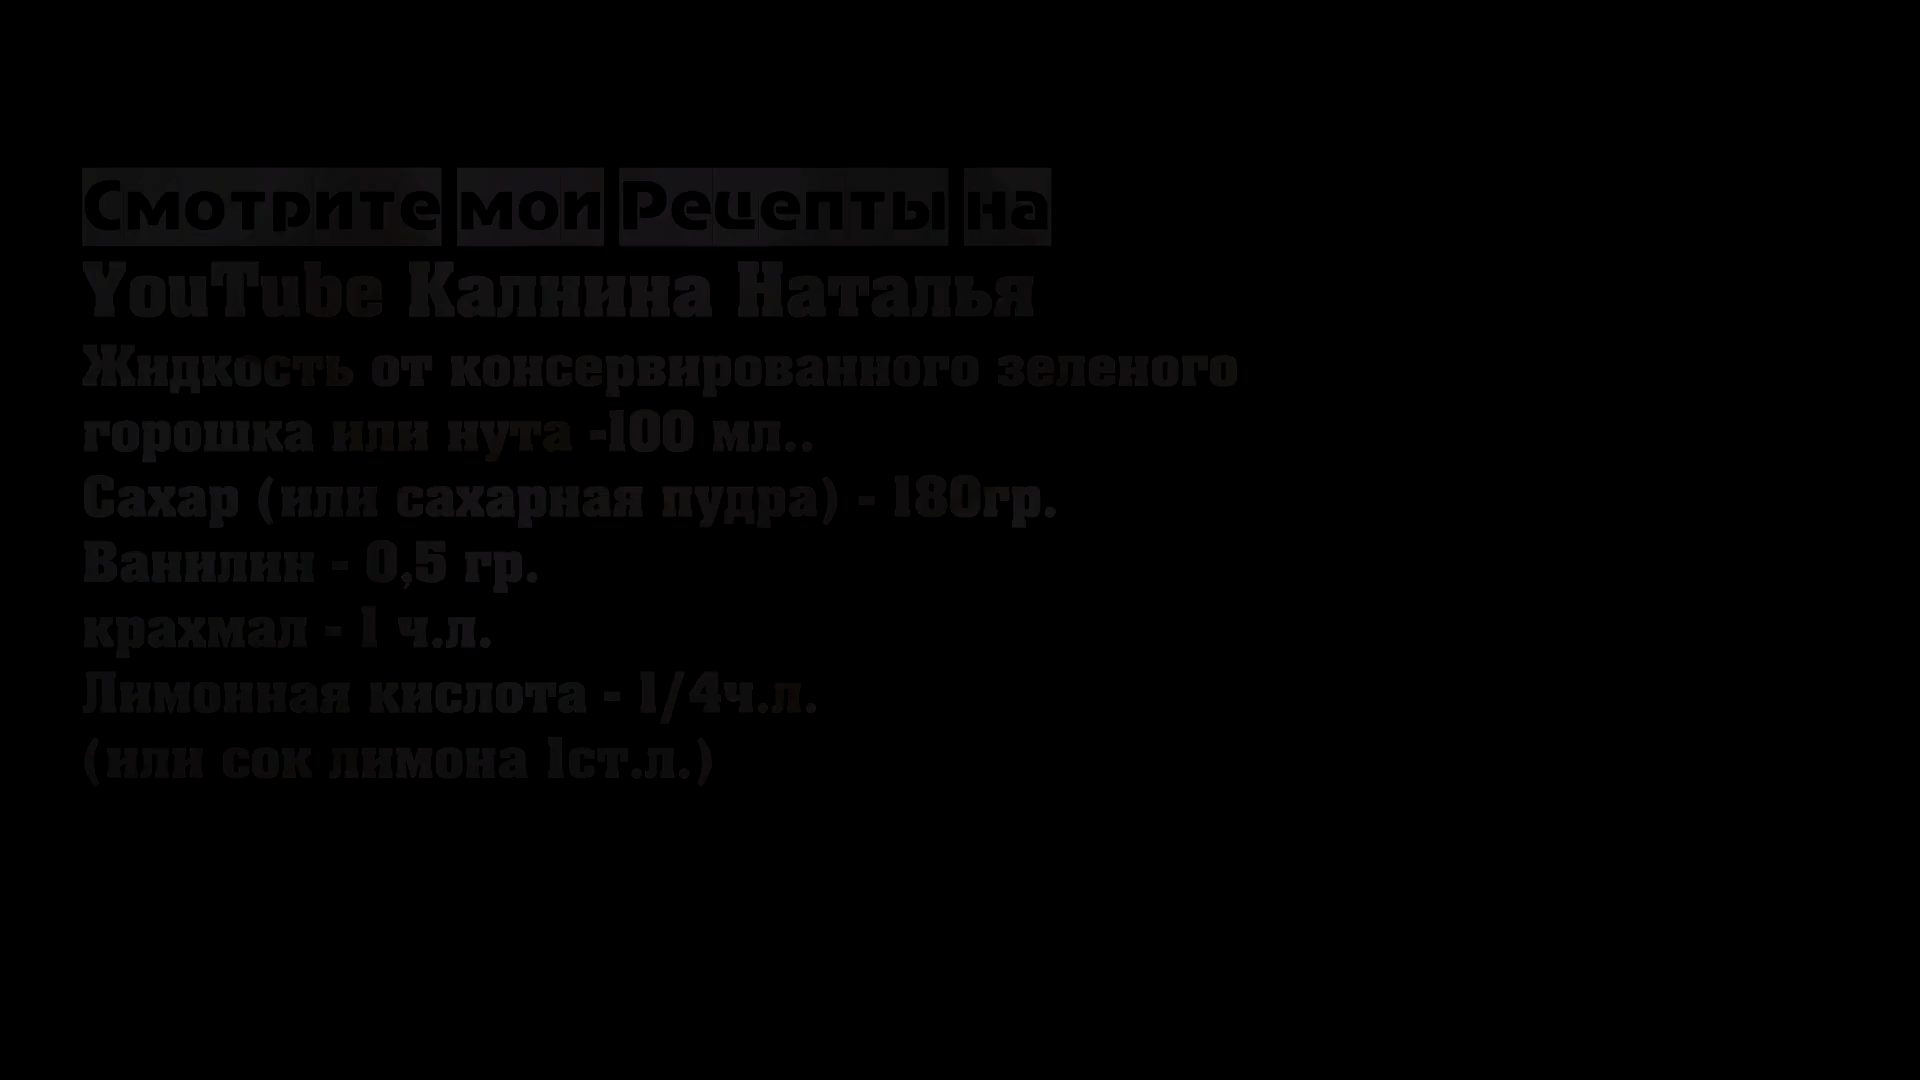 Смотрите мои Рецепты на
YouTube Калнина Наталья
Жидкость от консервированного зеленого
горошка или нута -100 мл..
Сахар (или сахарная пудра) - 180гр.
Ванилин - 0,5 гр.
крахмал - 1 ч.л.
Лимонная кислота - 1/4ч.л.
(или сок лимона 1ст.л.)